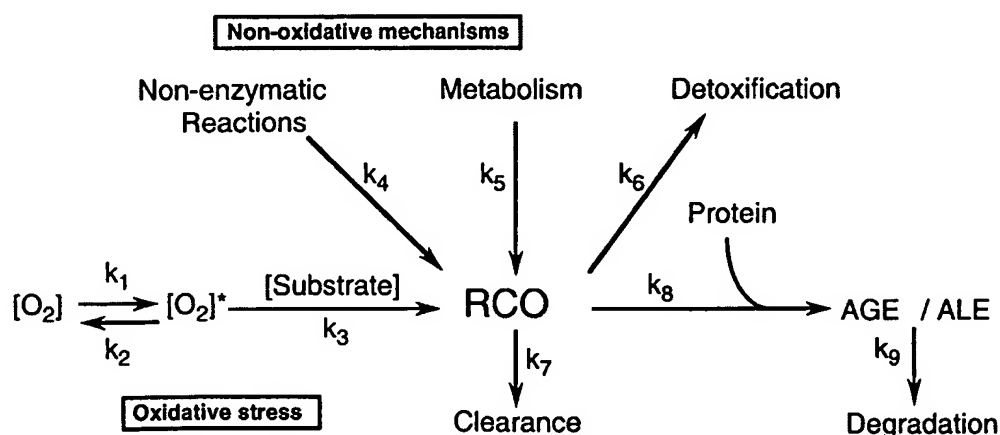 Non-oxidative mechanisms
Non-enzymatic
Reactions
Metabolism
Detoxification
k4
k5
k6
Protein
k1
[O2]
[O2]*
k2
[Substrate]
k3
RCO
k8
AGE / ALE
k7
k9
Oxidative stress
Clearance
Degradation